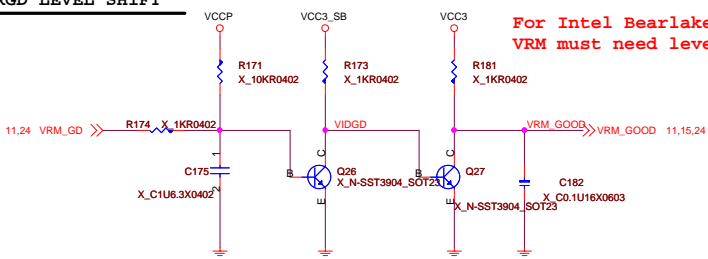 RGD LEVEL SHIFT
VCCP
VCC3_SB
VCC3
For Intel Bearlake
VRM must need leve
R171
X_10KR0402
R173
X_1KR0402
R181
X_1KR0402
11,24 VRM_GD
R174 X_1KR0402
VIDGD
VRM_GOOD
VRM_GOOD 11,15,24
1
C175
2
X_C1U6.3X0402
C
B
E
Q26
X_N-SST3904_SOT23
C
B
E
Q27
X_N-SST3904_SOT23
C182
X_C0.1U16X0603